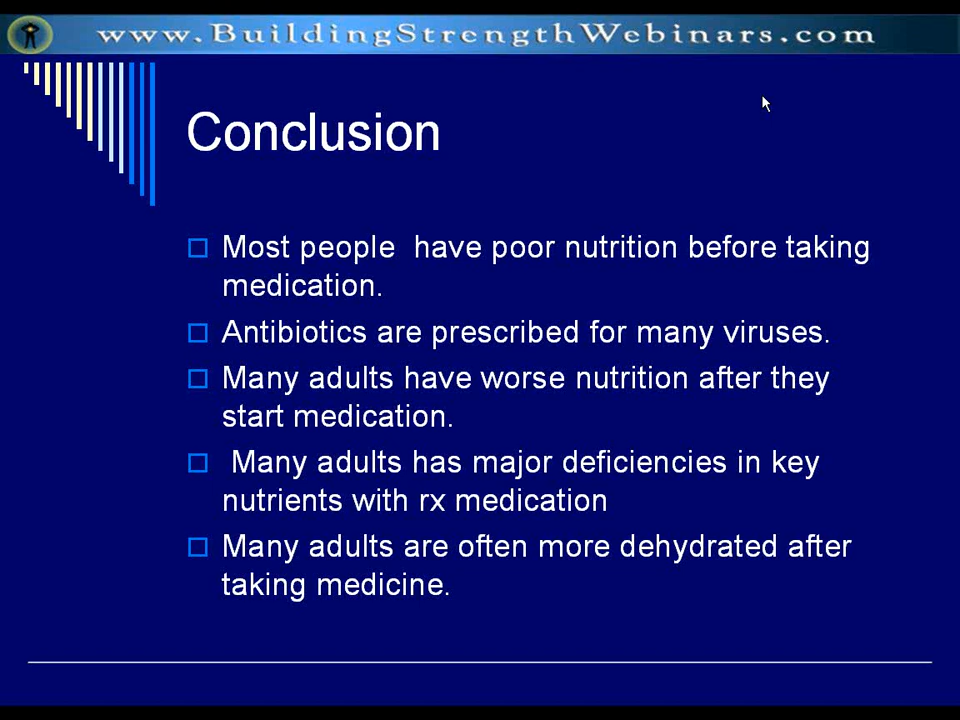 www.BuildingStrengthWebinars.com
Conclusion
Most people  have poor nutrition before taking
medication.
Antibiotics are prescribed for many viruses.
Many adults have worse nutrition after they
start medication.
Many adults has major deficiencies in key
nutrients with rx medication
Many adults are often more dehydrated after
taking medicine.